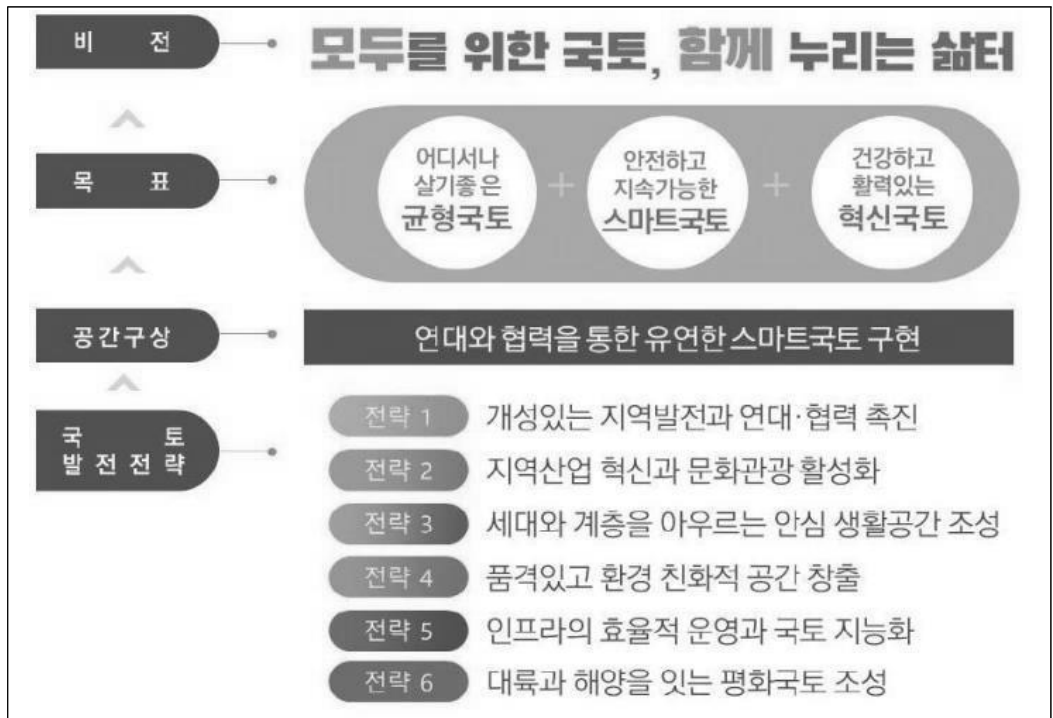 비 전
모두를 위한 국토, 함께 누리는 삶터
목 표
어디서나
살기좋은
균형국토
+
안전하고
지속가능한
스마트국토
+
건강하고
활력있는
혁신국토
공간구상
연대와 협력을 통한 유연한 스마트국토 구현
국 토
발전전략
전략 1 개성있는 지역발전과 연대·협력 촉진
전략 2 지역산업 혁신과 문화관광 활성화
전략 3 세대와 계층을 아우르는 안심 생활공간 조성
전략 4 품격있고 환경 친화적 공간 창출
전략 5 인프라의 효율적 운영과 국토 지능화
전략 6 대륙과 해양을 잇는 평화국토 조성